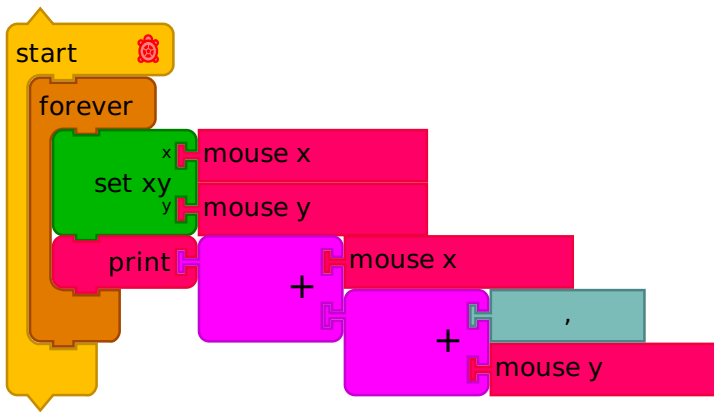 start
forever
x mouse x
set xy
y mouse y
print + mouse x
+ ,
mouse y